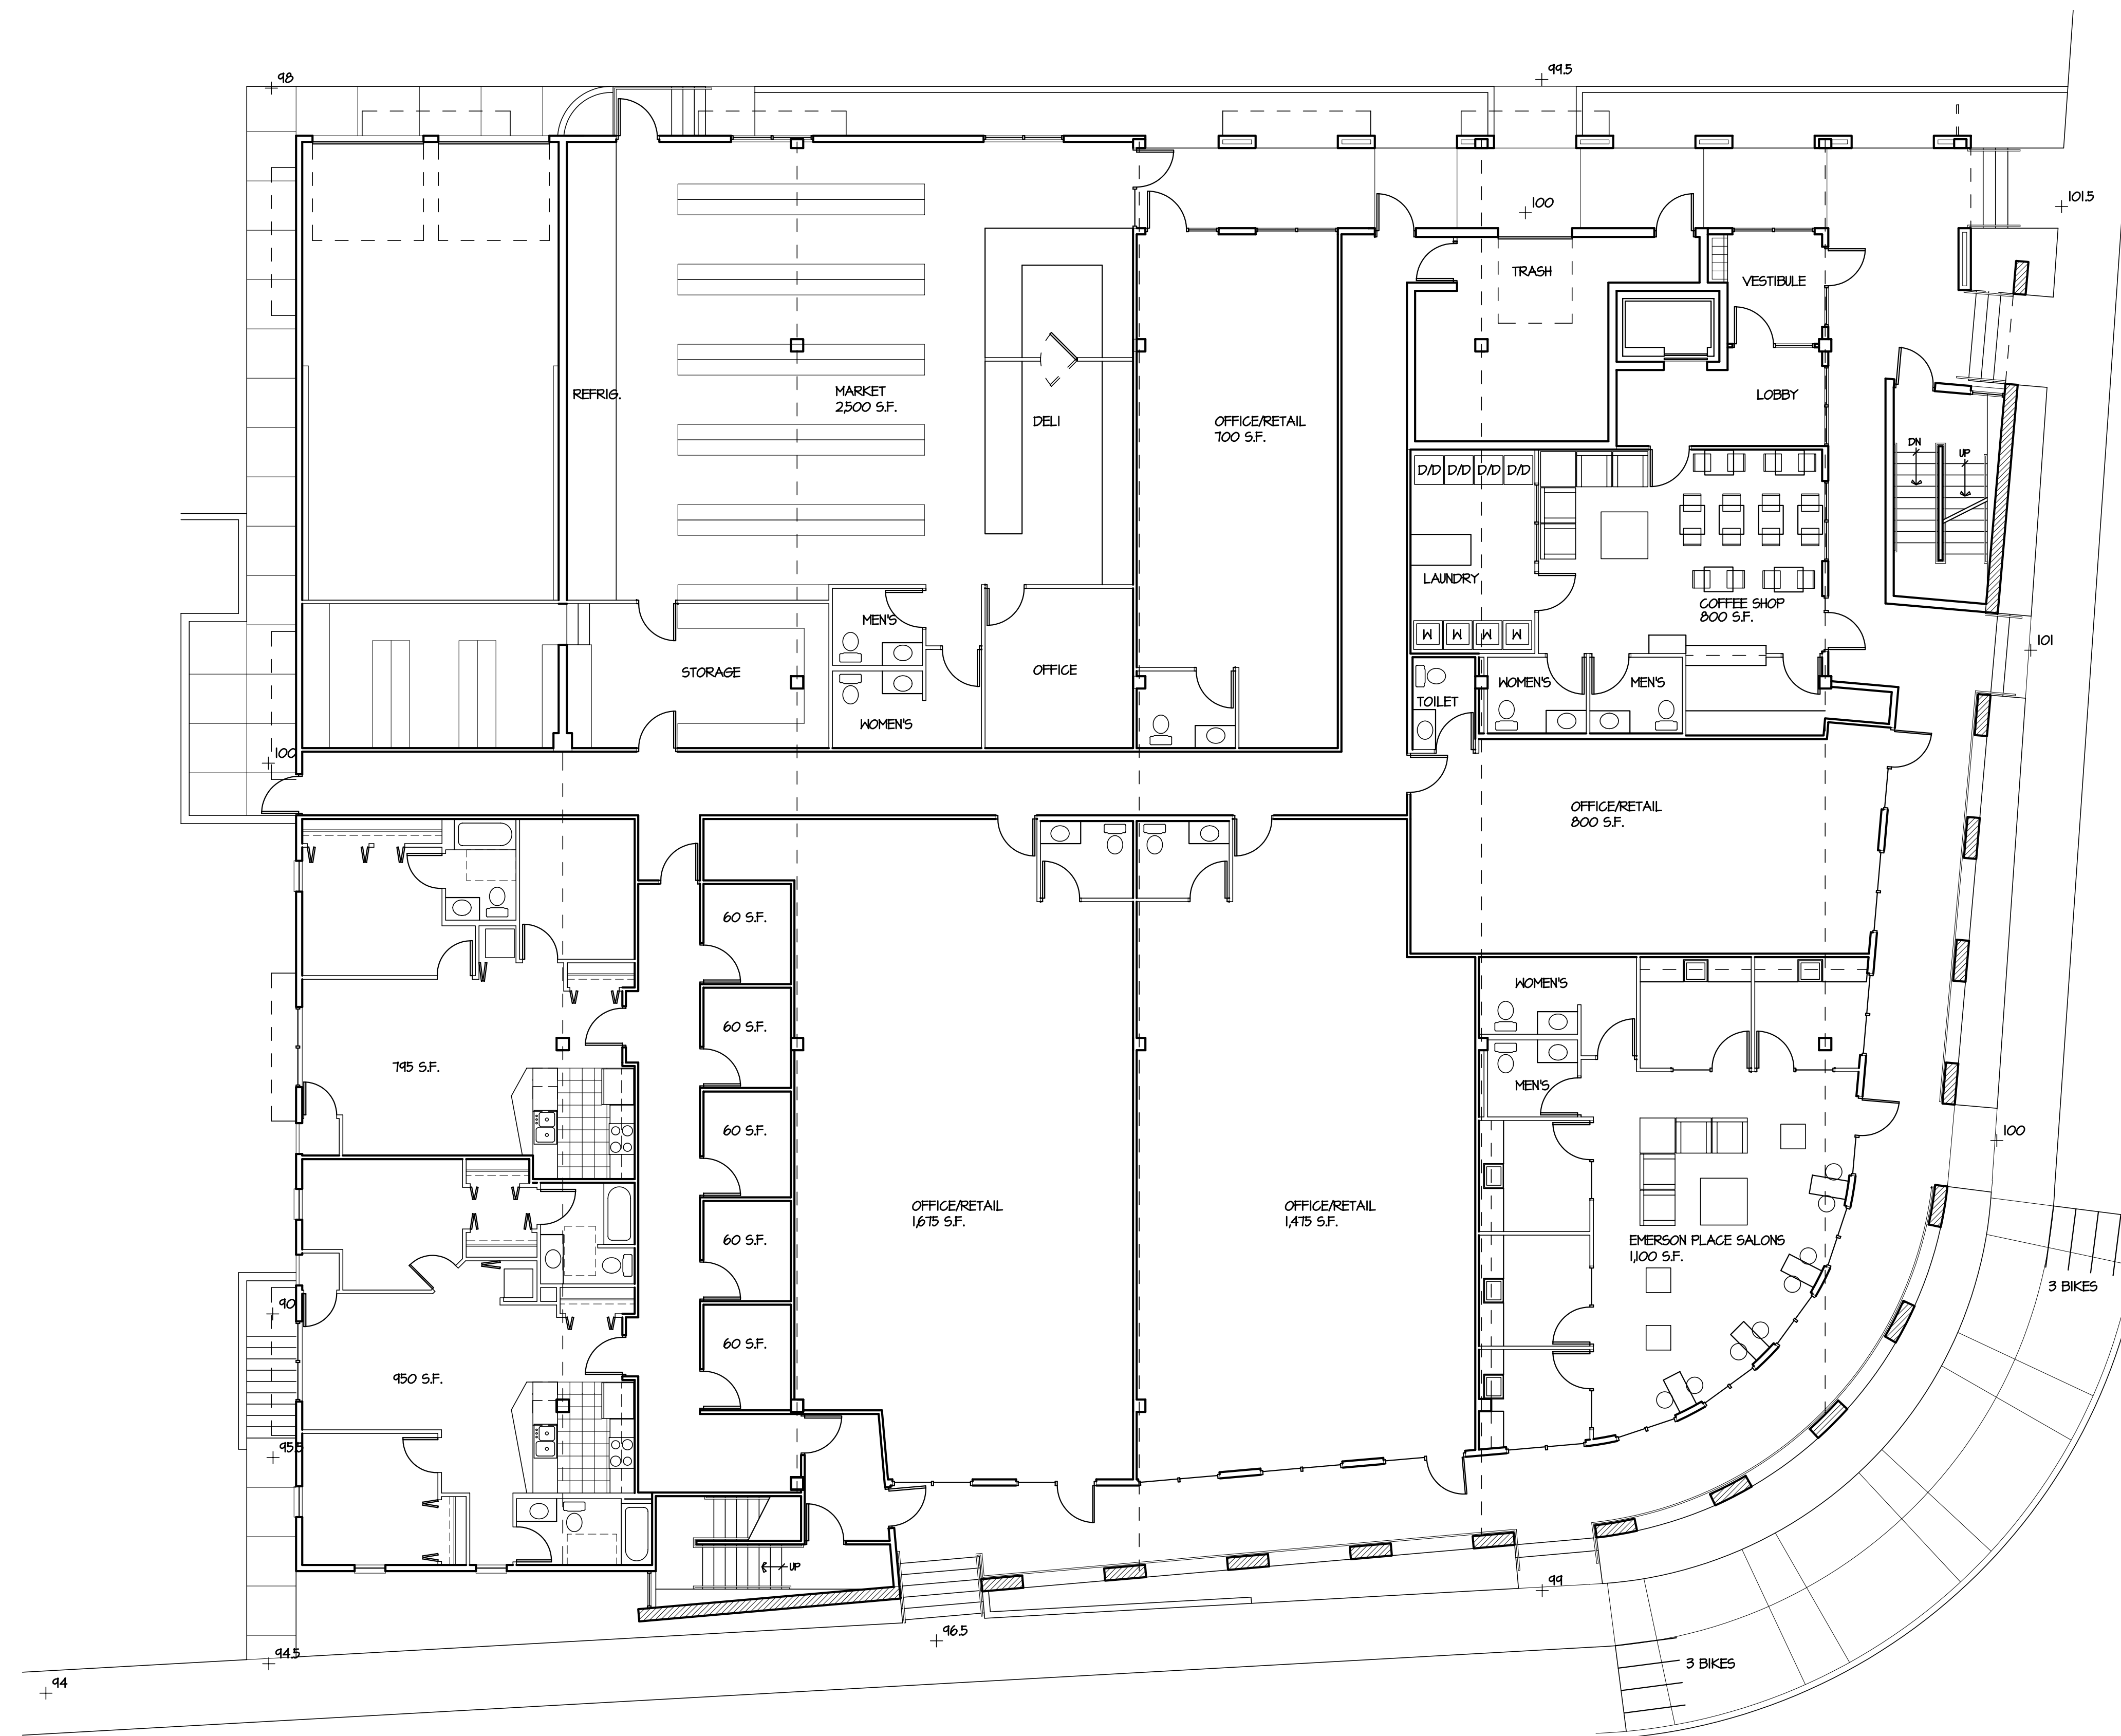 98
99.5
101.5
100
TRASH
VESTIBULE
REFRIG.
MARKET
2,500 S.F.
DELI
OFFICE/RETAIL
700 S.F.
LOBBY
DN
UP
D/D D/D D/D D/D
LAUNDRY
COFFEE SHOP
800 S.F.
MEN'S
W W W W
101
STORAGE
OFFICE
WOMEN'S
TOILET
WOMEN'S
MEN'S
100
OFFICE/RETAIL
800 S.F.
60 S.F.
WOMEN'S
60 S.F.
795 S.F.
MEN'S
60 S.F.
100
OFFICE/RETAIL
1,675 S.F.
OFFICE/RETAIL
1,475 S.F.
60 S.F.
EMERSON PLACE SALONS
1,100 S.F.
3 BIKES
90
60 S.F.
950 S.F.
95.5
UP
99
96.5
94.5
3 BIKES
94